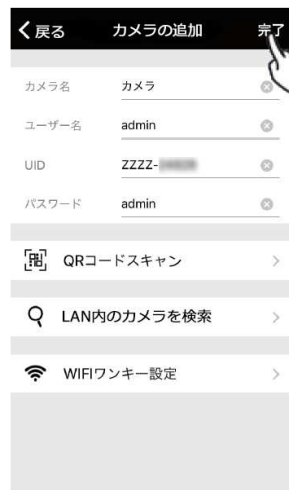 戻る カメラの追加 完了
カメラ名 カメラ
ユーザー名 admin
UID ZZZZ-
パスワード admin
QRコードスキャン
LAN内のカメラを検索
WIFIワンキー設定